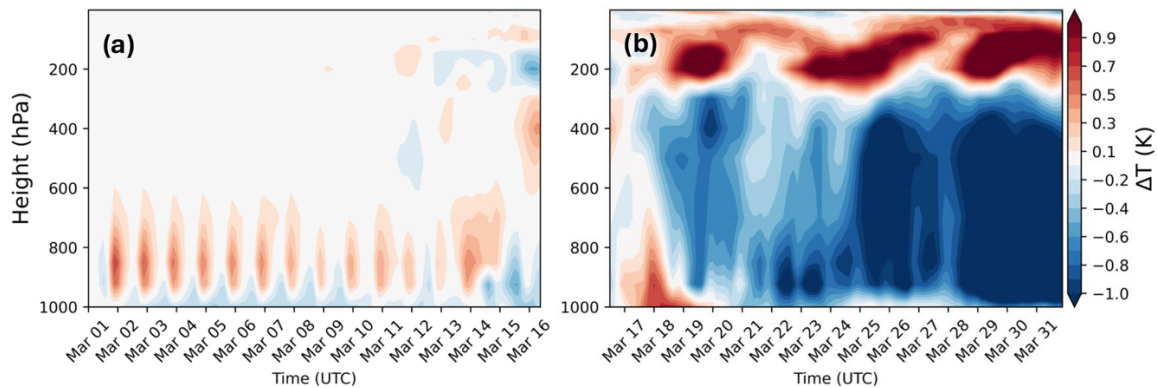 (a)
(b)
Height (hPa)
200
400
600
800
1000
Mar 01
Mar 02
Mar 03
Mar 04
Mar 05
Mar 06
Mar 07
Mar 08
Mar 09
Mar 10
Mar 11
Mar 12
Mar 13
Mar 14
Mar 15
Mar 16
Time (UTC)
200
400
600
800
1000
Mar 17
Mar 18
Mar 19
Mar 20
Mar 21
Mar 22
Mar 23
Mar 24
Mar 25
Mar 26
Mar 27
Mar 28
Mar 29
Mar 30
Mar 31
Time (UTC)
0.9
0.7
0.5
0.3
0.1
−0.2
−0.4
−0.6
−0.8
−1.0
ΔT (K)